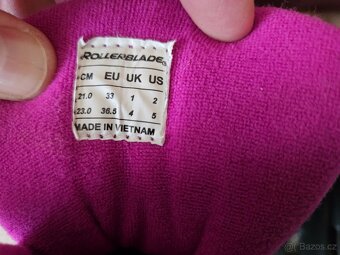 ROLLERBLADE®
CM EU UK US
21.0 33 1 2
23.0 36.5 4 5
MADE IN VIETNAM
Bazos.cz